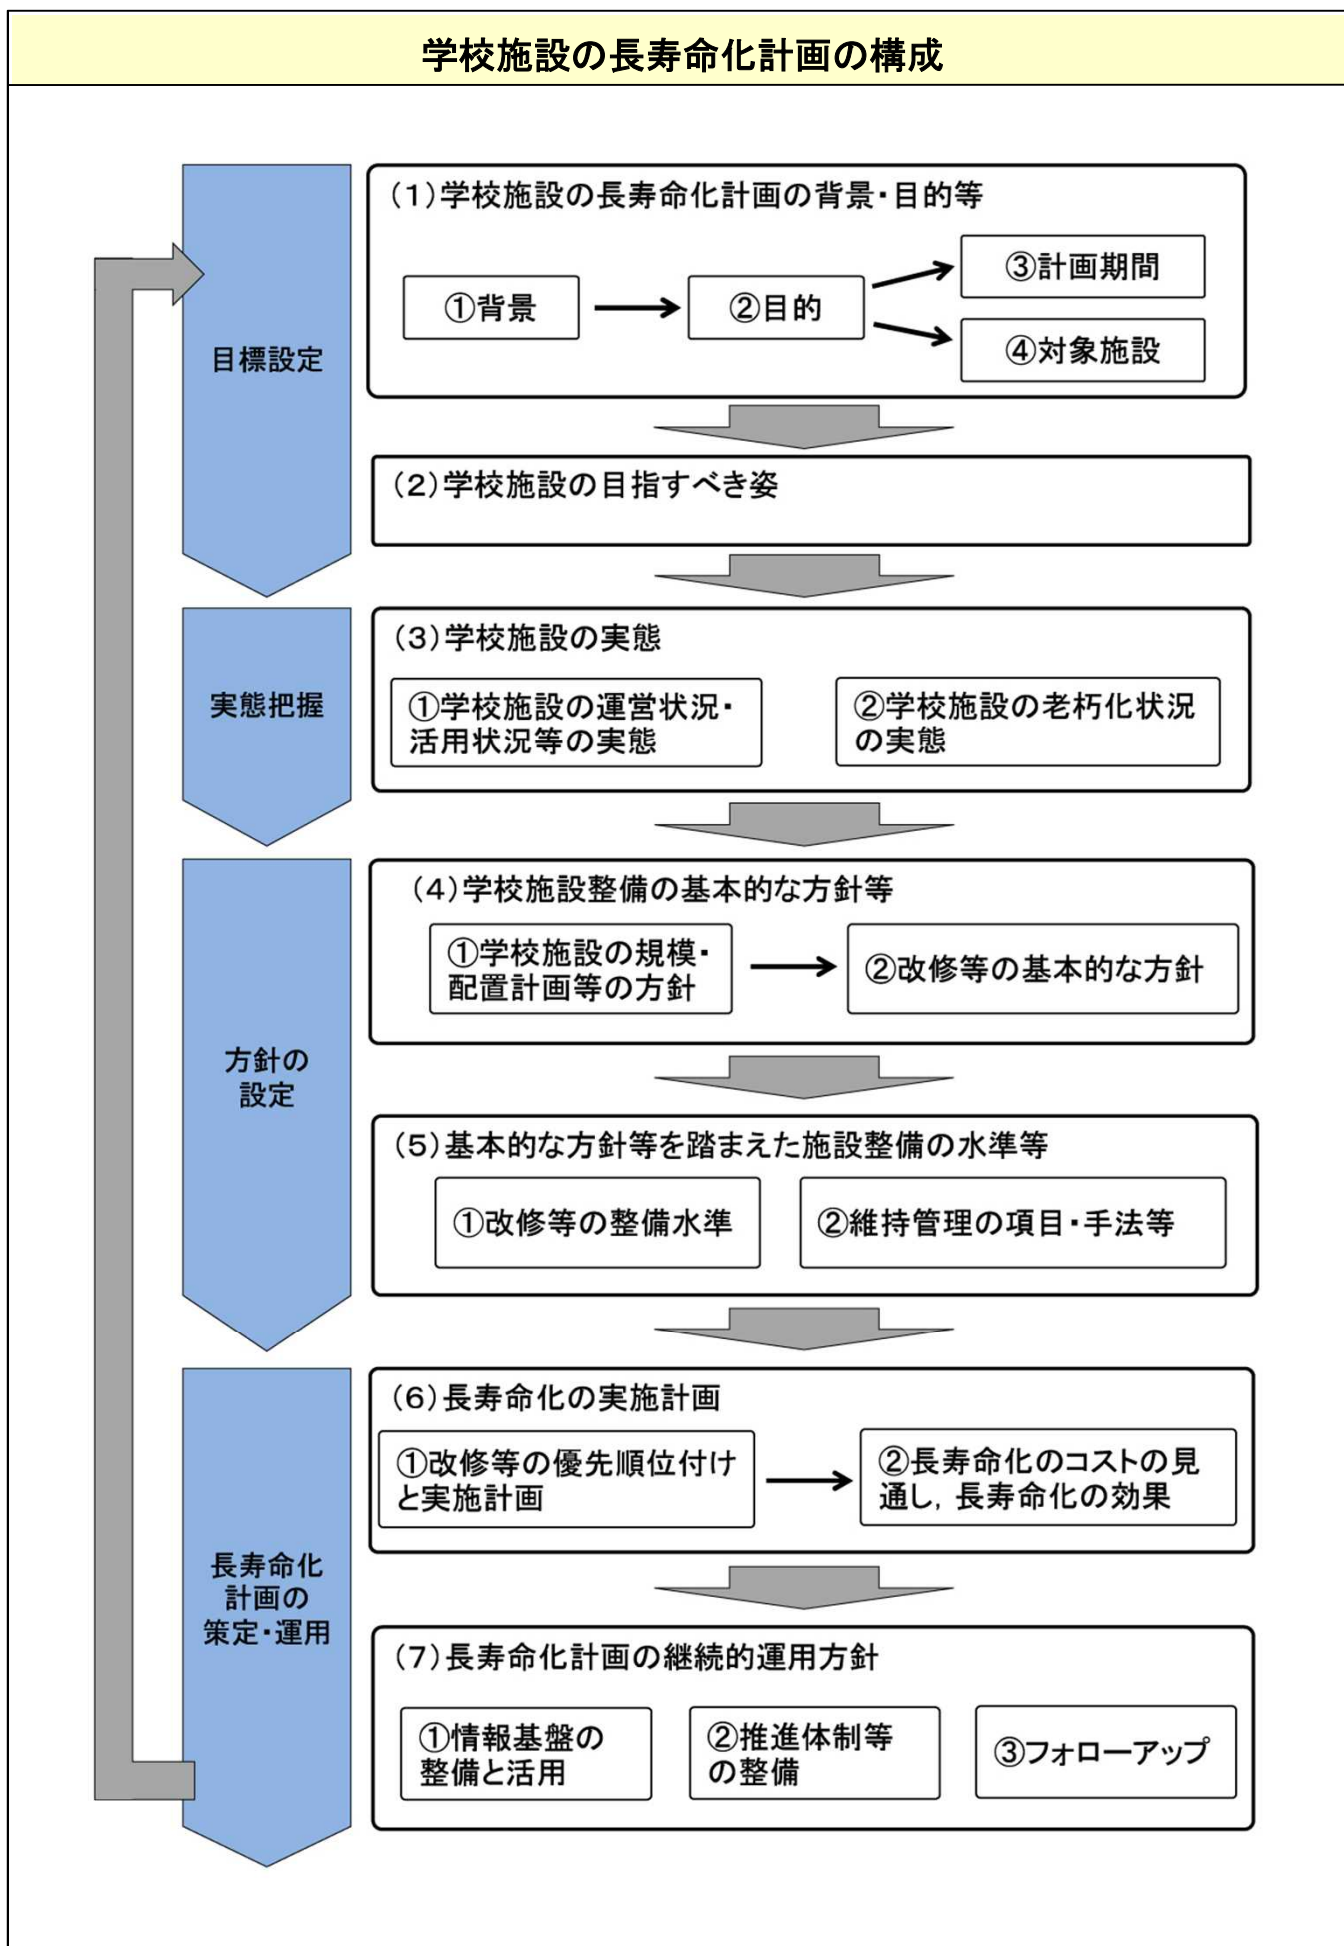 学校施設の長寿命化計画の構成
目標設定
(1)学校施設の長寿命化計画の背景・目的等
①背景
②目的
③計画期間
④対象施設
(2)学校施設の目指すべき姿
実態把握
(3)学校施設の実態
①学校施設の運営状況・
活用状況等の実態
②学校施設の老朽化状況
の実態
方針の
設定
(4)学校施設整備の基本的な方針等
①学校施設の規模・
配置計画等の方針
②改修等の基本的な方針
(5)基本的な方針等を踏まえた施設整備の水準等
①改修等の整備水準
②維持管理の項目・手法等
長寿命化
計画の
策定・運用
(6)長寿命化の実施計画
①改修等の優先順位付け
と実施計画
②長寿命化のコストの見
通し，長寿命化の効果
(7)長寿命化計画の継続的運用方針
①情報基盤の
整備と活用
②推進体制等
の整備
③フォローアップ